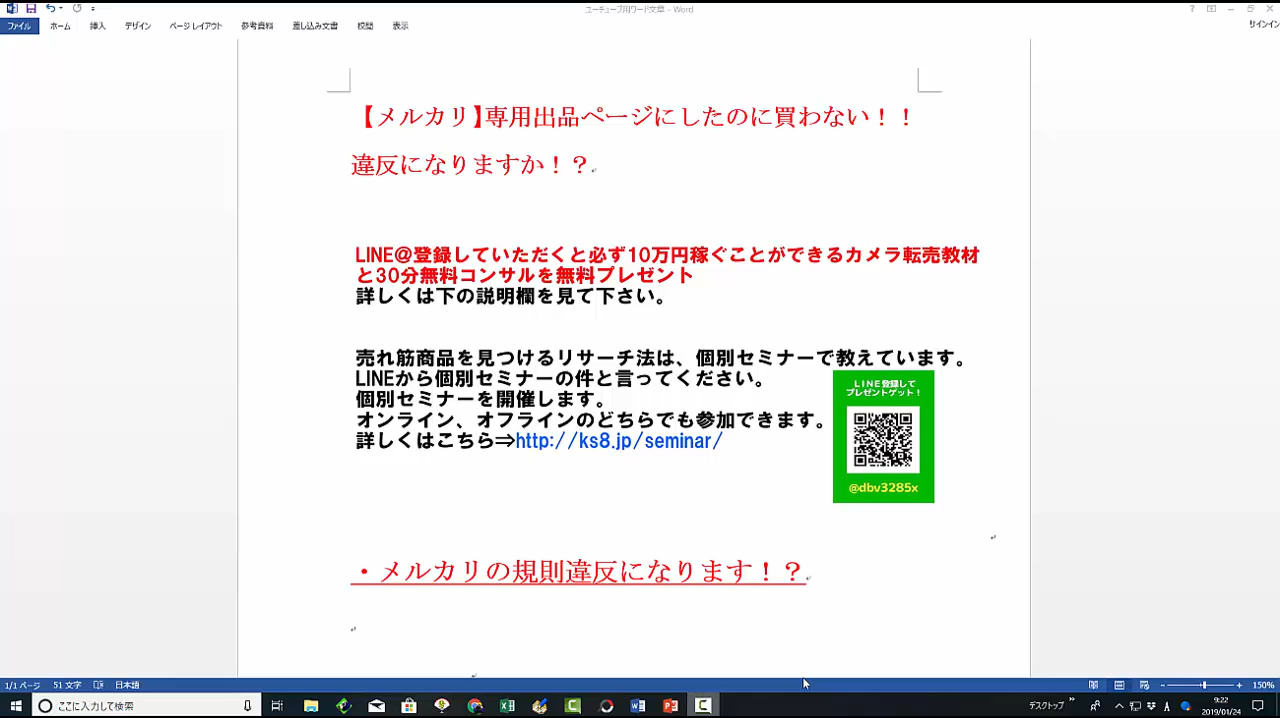 ユーチューブ用ワード文章 - Word
ファイル ホーム 挿入 デザイン ページ レイアウト 参考資料 差し込み文書 校閲 表示 サインイン
【メルカリ】専用出品ページにしたのに買わない！！
違反になりますか！？
LINE@登録していただくと必ず10万円稼ぐことができるカメラ転売教材
と30分無料コンサルを無料プレゼント
詳しくは下の説明欄を見て下さい。
売れ筋商品を見つけるリサーチ法は、個別セミナーで教えています。
LINEから個別セミナーの件と言ってください。
個別セミナーを開催します。
オンライン、オフラインのどちらでも参加できます。
詳しくはこちら⇒http://ks8.jp/seminar/
LINE登録して
プレゼントゲット！
@dbv3285x
・メルカリの規則違反になります！？
1/1 ページ 51 文字 日本語 150%
ここに入力して検索 デスクトップ 9:22
2019/01/24